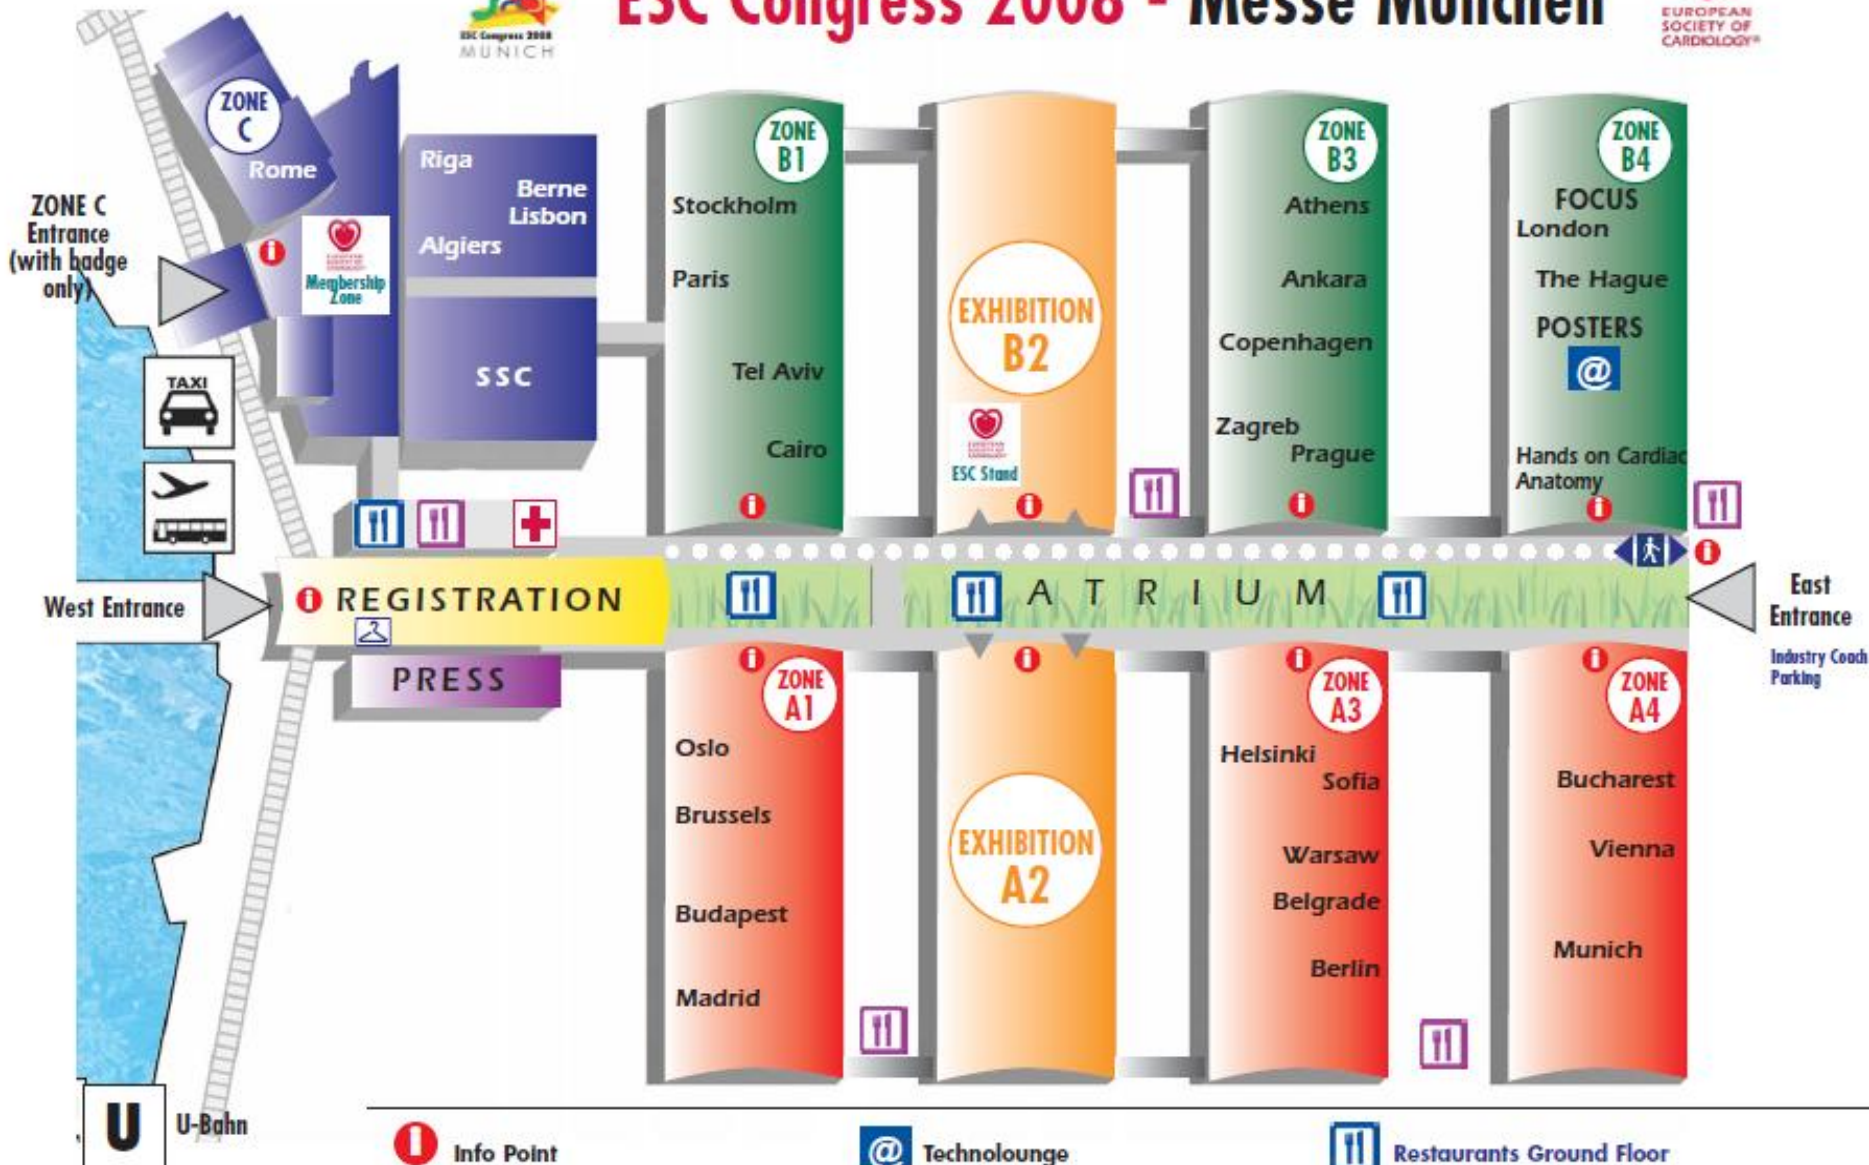 ESC Congress 2008 - Messe München
ESC Congress 2008
MUNICH
EUROPEAN
SOCIETY OF
CARDIOLOGY®
ZONE
C
Rome
ZONE C
Entrance
(with badge
only)
i
Membership
Zone
Riga
Berne
Lisbon
Algiers
SSC
TAXI
ZONE
B1
Stockholm
Paris
Tel Aviv
Cairo
i
EXHIBITION
B2
ESC Stand
i
ZONE
B3
Athens
Ankara
Copenhagen
Zagreb
Prague
i
ZONE
B4
FOCUS
London
The Hague
POSTERS
@
Hands on Cardiac
Anatomy
i
i
West Entrance
i REGISTRATION
ATRIUM
East
Entrance
Industry Coach
Parking
PRESS
i
ZONE
A1
Oslo
Brussels
Budapest
Madrid
i
EXHIBITION
A2
i
ZONE
A3
Helsinki
Sofia
Warsaw
Belgrade
Berlin
i
ZONE
A4
Bucharest
Vienna
Munich
U
U-Bahn
i Info Point
@ Technolounge
Restaurants Ground Floor